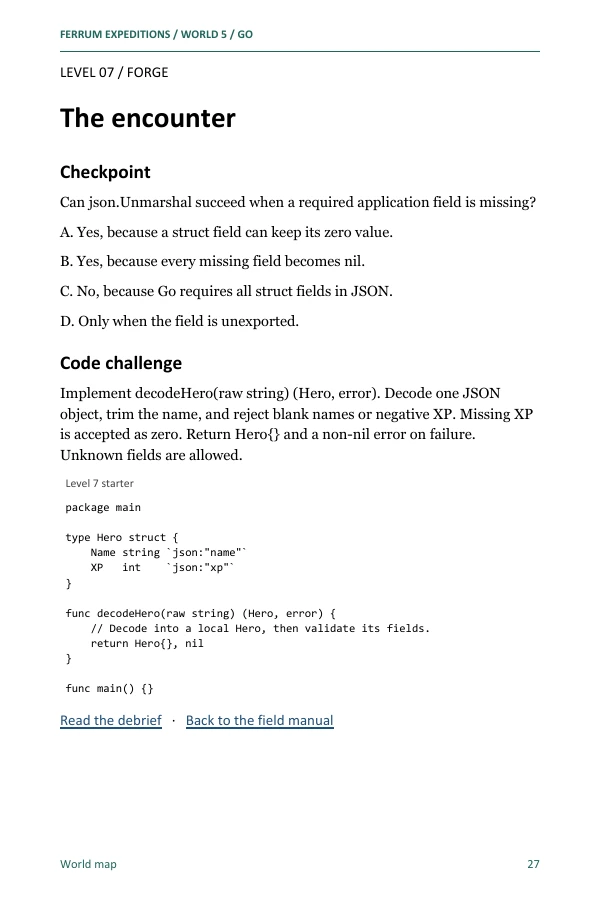 FERRUM EXPEDITIONS / WORLD 5 / GO
LEVEL 07 / FORGE
The encounter
Checkpoint
Can json.Unmarshal succeed when a required application field is missing?
A. Yes, because a struct field can keep its zero value.
B. Yes, because every missing field becomes nil.
C. No, because Go requires all struct fields in JSON.
D. Only when the field is unexported.
Code challenge
Implement decodeHero(raw string) (Hero, error). Decode one JSON
object, trim the name, and reject blank names or negative XP. Missing XP
is accepted as zero. Return Hero{} and a non-nil error on failure.
Unknown fields are allowed.
Level 7 starter
package main
type Hero struct {
    Name string `json:"name"`
    XP   int    `json:"xp"`
}
func decodeHero(raw string) (Hero, error) {
    // Decode into a local Hero, then validate its fields.
    return Hero{}, nil
}
func main() {}
Read the debrief · Back to the field manual
World map 27